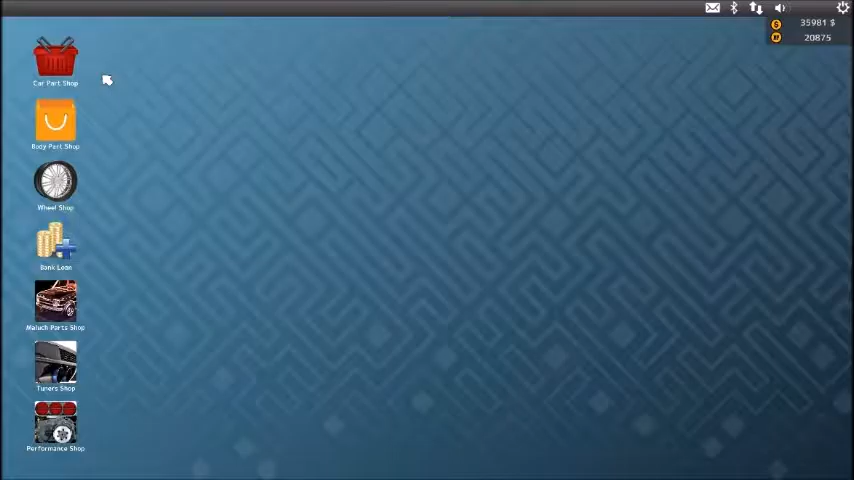 35981 $
20875
Car Part Shop
Body Part Shop
Wheel Shop
Bank Loan
Maluch Parts Shop
Tuners Shop
Performance Shop